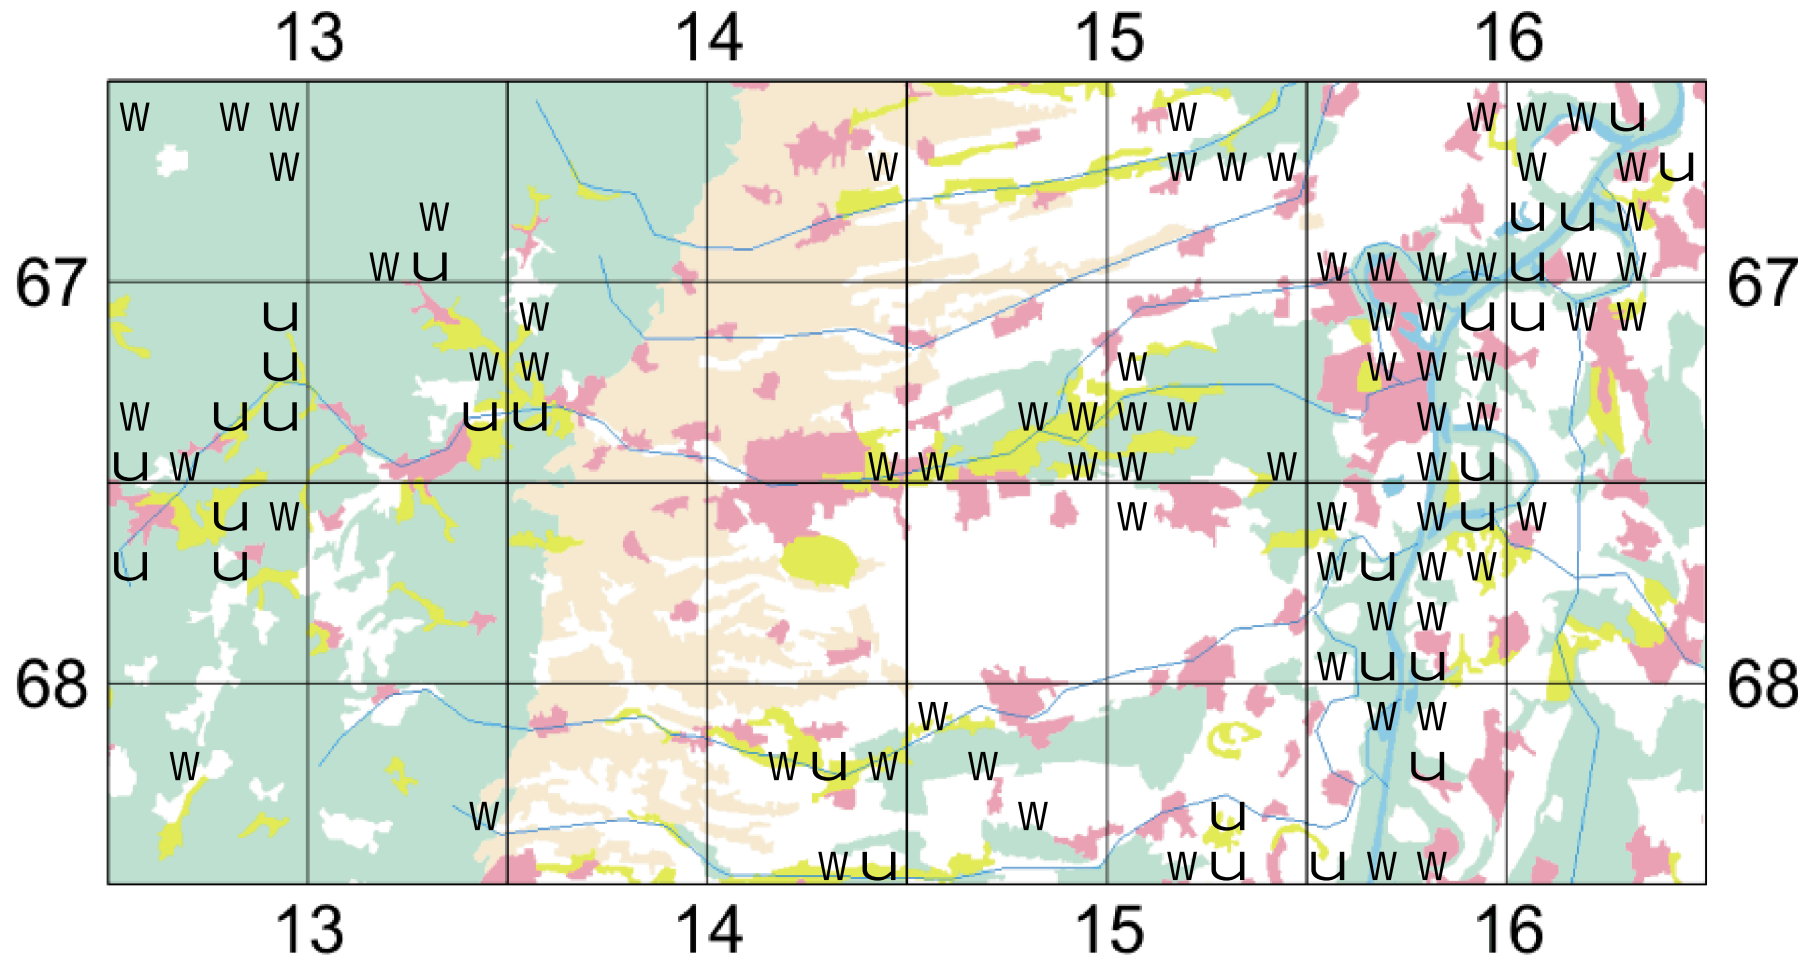 13 14 15 16
W W W W W W W u
W W W W W W W u
W u u W
67 W u W W W W u W W 67
u W W W u u W W
u W W W W W W
W u u u u W W W W W W
u W W W W W W W u
u W W W W u W
u u W u W W
W W
68 W u u 68
W W W
W W u W W u
W W u
W u W u u W W
13 14 15 16